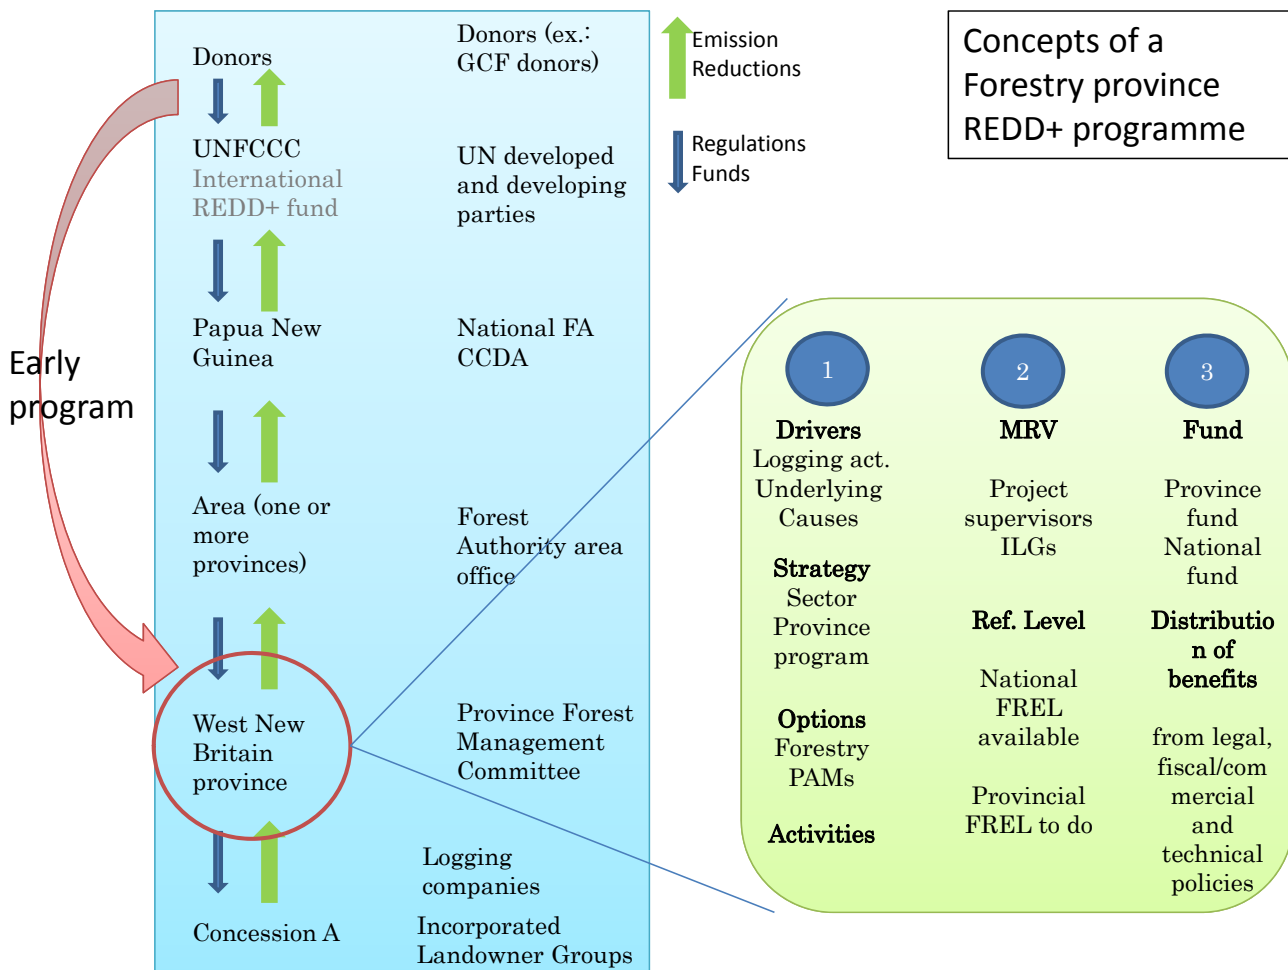 Concepts of a
Forestry province
REDD+ programme
Emission
Reductions
Regulations
Funds
Early
program
Donors
Donors (ex.:
GCF donors)
UNFCCC
International
REDD+ fund
UN developed
and developing
parties
Papua New
Guinea
National FA
CCDA
Area (one or
more
provinces)
Forest
Authority area
office
West New
Britain
province
Province Forest
Management
Committee
Logging
companies
Concession A
Incorporated
Landowner Groups
1
Drivers
Logging act.
Underlying
Causes
Strategy
Sector
Province
program
Options
Forestry
PAMs
Activities
2
MRV
Project
supervisors
ILGs
Ref. Level
National
FREL
available
Provincial
FREL to do
3
Fund
Province
fund
National
fund
Distributio
n of
benefits
from legal,
fiscal/com
mercial
and
technical
policies